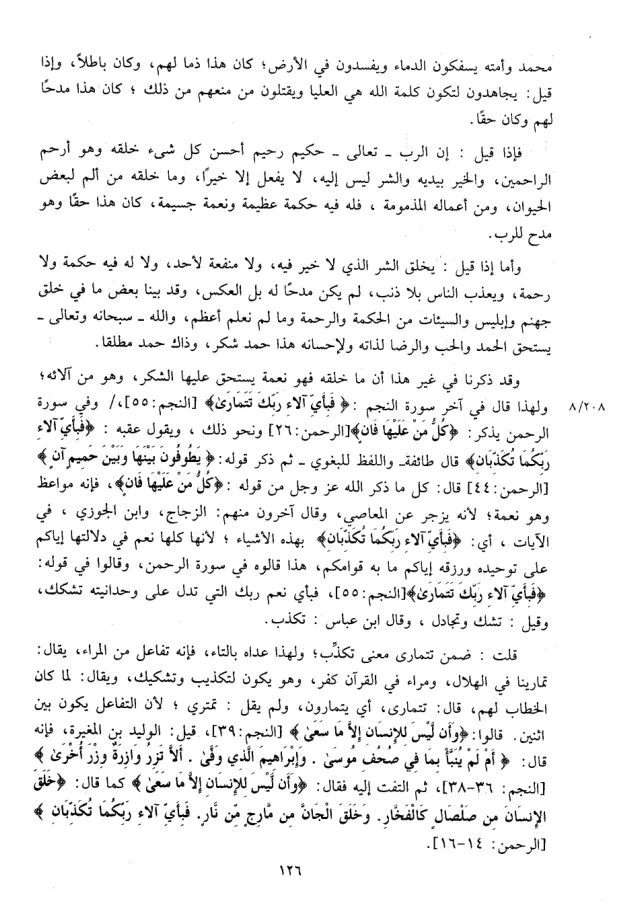 محمد وأمته يسفكون الدماء ويفسدون في الأرض؛ كان هذا ذما لهم، وكان باطلاً، وإذا
قيل: يجاهدون لتكون كلمة الله هي العليا ويقتلون من منعهم من ذلك ؛ كان هذا مدحًا
لهم وكان حقًا.
فإذا قيل : إن الرب ـ تعالى ـ حكيم رحيم أحسن كل شىء خلقه وهو أرحم
الراحمين، والخير بيديه والشر ليس إليه، لا يفعل إلا خيرًا، وما خلقه من ألم لبعض
الحيوان، ومن أعماله المذمومة ، فله فيه حكمة عظيمة ونعمة جسيمة، كان هذا حقًا وهو
مدح للرب.
وأما إذا قيل : يخلق الشر الذي لا خير فيه، ولا منفعة لأحد، ولا له فيه حكمة ولا
رحمة، ويعذب الناس بلا ذنب، لم يكن مدحًا له بل العكس، وقد بينا بعض ما في خلق
جهنم وإبليس والسيئات من الحكمة والرحمة وما لم نعلم أعظم، والله ـ سبحانه وتعالى ـ
يستحق الحمد والحب والرضا لذاته ولإحسانه هذا حمد شكر، وذاك حمد مطلقا.
وقد ذكرنا في غير هذا أن ما خلقه فهو نعمة يستحق عليها الشكر، وهو من آلائه؛
٨/٢٠٨ ولهذا قال في آخر سورة النجم :﴿ فَبأَيِّ آلاءِ رَبِّكَ تَتَمَارَىٰ﴾ [النجم:٥٥]،/ وفي سورة
الرحمن يذكر: ﴿كُلُّ مَنْ عَلَيْهَا فَانٍ﴾[الرحمن:٢٦] ونحو ذلك ، ويقول عقبه : ﴿فَبِأَيِّ آلاءِ
رَبِّكُمَا تُكَذِّبَانِ﴾ قال طائفةـ واللفظ للبغوي ـ ثم ذكر قوله: ﴿ يَطُوفُونَ بَيْنَهَا وَبَيْنَ حَمِيمٍ آنٍ ﴾
[الرحمن:٤٤] قال: كل ما ذكر الله عز وجل من قوله :﴿كُلُّ مَنْ عَلَيْهَا فَانٍ﴾، فإنه مواعظ
وهو نعمة؛ لأنه يزجر عن المعاصي، وقال آخرون منهم: الزجاج، وابن الجوزي ، في
الآيات ، أي: ﴿فَبِأَيِّ آلاءِ رَبِّكُمَا تُكَذِّبَانِ﴾ بهذه الأشياء ؛ لأنها كلها نعم في دلالتها إياكم
على توحيده ورزقه إياكم ما به قوامكم، هذا قالوه في سورة الرحمن، وقالوا في قوله:
﴿فَبِأَيِّ آلاءِ رَبِّكَ تَتَمَارَىٰ﴾[النجم:٥٥]، فبأي نعم ربك التي تدل على وحدانيته تشكك،
وقيل : تشك وتجادل ، وقال ابن عباس : تكذب.
قلت : ضمن تتمارى معنى تكذِّب؛ ولهذا عداه بالتاء، فإنه تفاعل من المراء، يقال:
تمارينا في الهلال، ومراء في القرآن كفر، وهو يكون لتكذيب وتشكيك، ويقال: لما كان
الخطاب لهم، قال: تتمارى، أي يتمارون، ولم يقل : تمتري ؛ لأن التفاعل يكون بين
اثنين. قالوا: ﴿وَأَن لَّيْسَ لِلإِنسَانِ إِلاَّ مَا سَعَىٰ ﴾ [النجم:٣٩]، قيل: الوليد بن المغيرة، فإنه
قال: ﴿ أَمْ لَمْ يُنَبَّأْ بِمَا فِي صُحُفِ مُوسَىٰ . وَإِبْرَاهِيمَ الَّذِي وَفَّىٰ . أَلاَّ تَزِرُ وَازِرَةٌ وِزْرَ أُخْرَىٰ ﴾
[النجم: ٣٦-٣٨]، ثم التفت إليه فقال: ﴿وَأَن لَّيْسَ لِلإِنسَانِ إِلاَّ مَا سَعَىٰ ﴾ كما قال: ﴿خَلَقَ
الإِنسَانَ مِن صَلْصَالٍ كَالْفَخَّارِ. وَخَلَقَ الْجَانَّ مِن مَّارِجٍ مِّن نَّارٍ. فَبِأَيِّ آلاءِ رَبِّكُمَا تُكَذِّبَانِ ﴾
[الرحمن: ١٤-١٦].
١٢٦